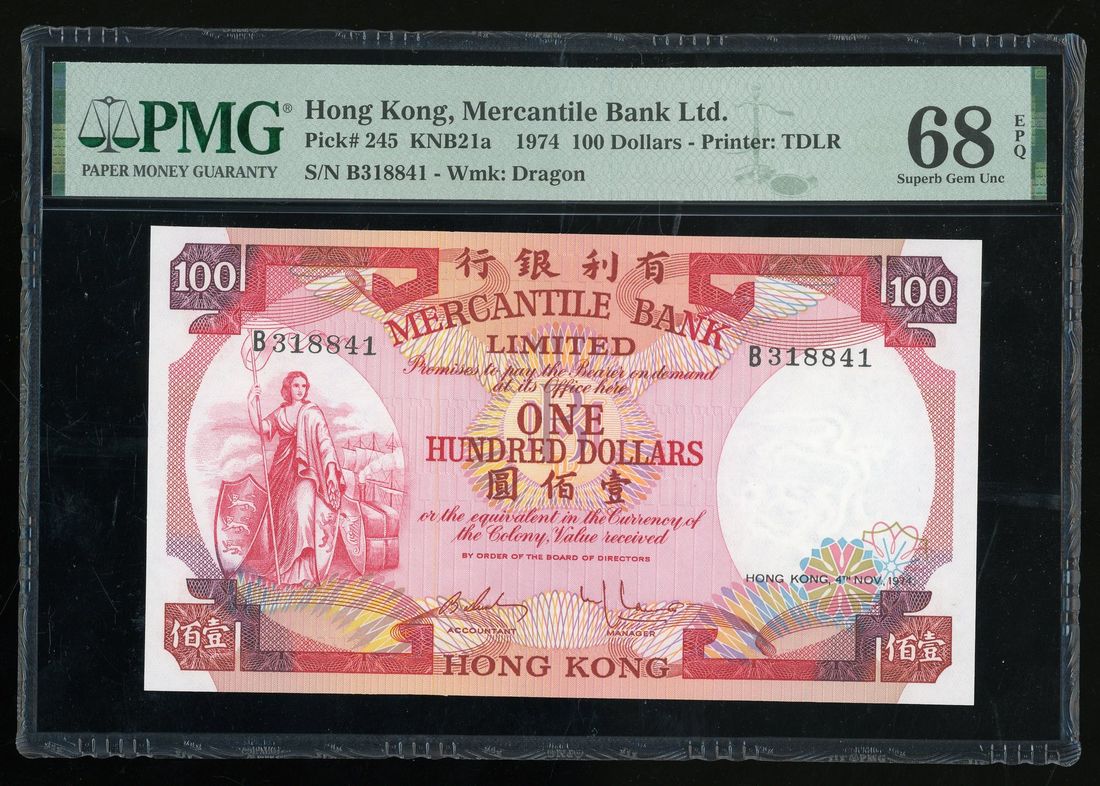 PMG®
PAPER MONEY GUARANTY
Hong Kong, Mercantile Bank Ltd.
Pick# 245 KNB21a 1974 100 Dollars - Printer: TDLR
S/N B318841 - Wmk: Dragon
68
EPQ
Superb Gem Unc
100
行銀利有
100
MERCANTILE BANK
LIMITED
B318841
B318841
Promises to pay the Bearer on demand
at its Office here
ONE
HUNDRED DOLLARS
圓佰壹
or the equivalent in the Currency of
the Colony, Value received
BY ORDER OF THE BOARD OF DIRECTORS
HONG KONG, 4TH NOV, 1974.
ACCOUNTANT
MANAGER
佰壹
HONG KONG
佰壹